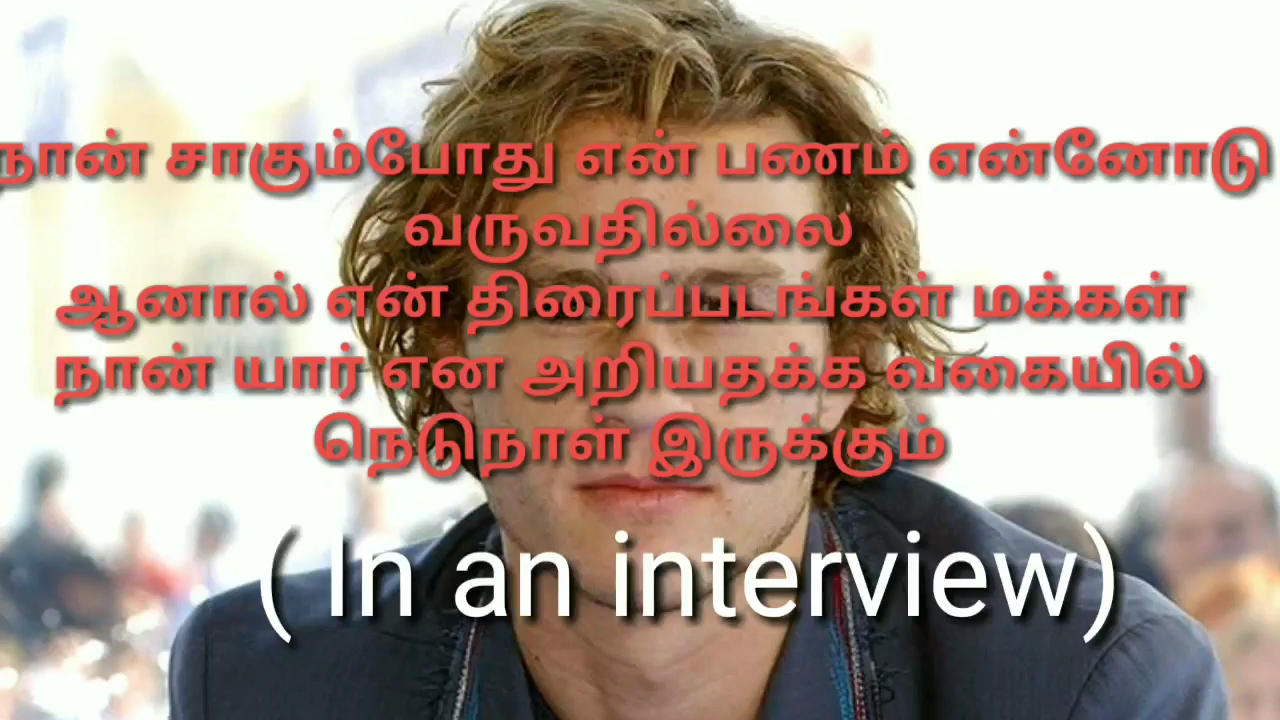 நான் சாகும்போது என் பணம் என்னோடு
வருவதில்லை
ஆனால் என் திரைப்படங்கள் மக்கள்
நான் யார் என அறியதக்க வகையில்
நெடுநாள் இருக்கும்
( In an interview)